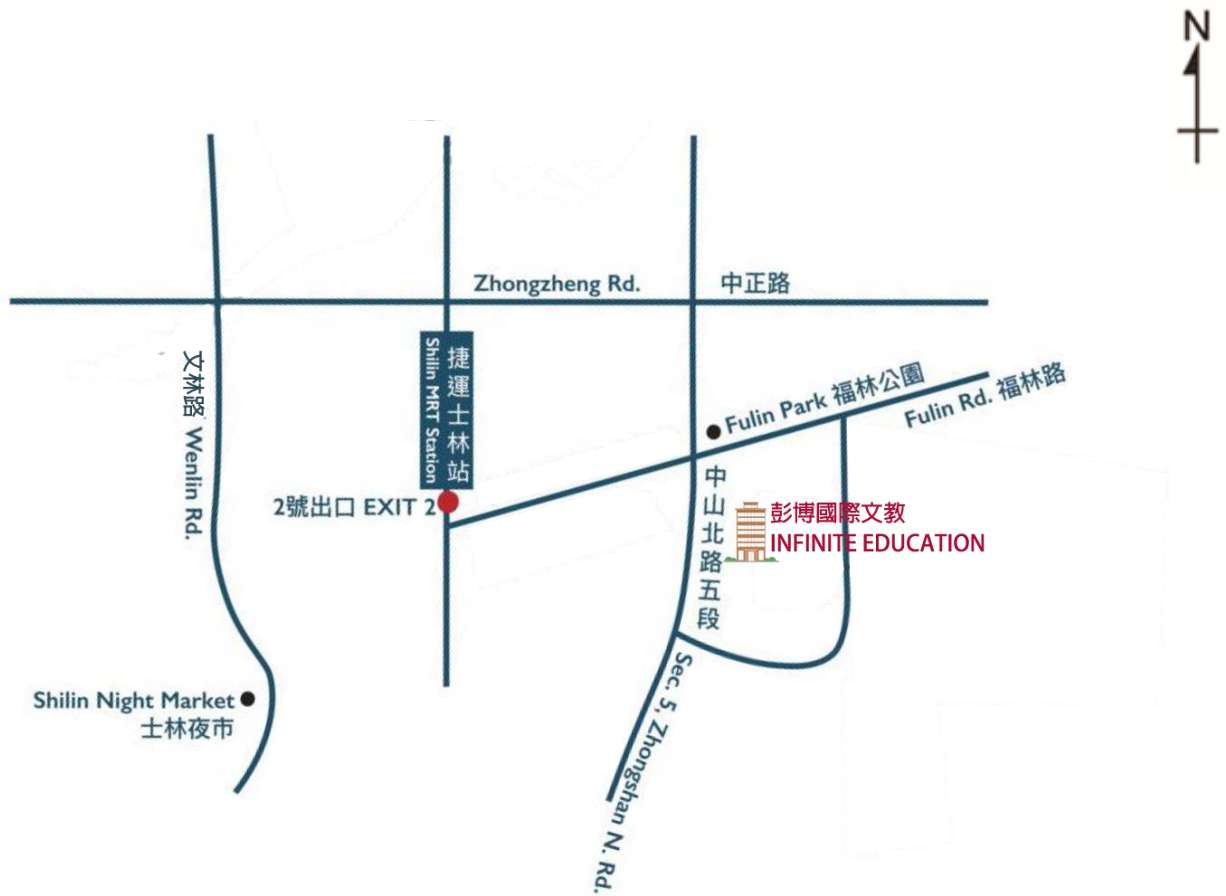 N
Zhongzheng Rd. 中正路
文林路 Wenlin Rd.
捷運士林站
Shilin MRT Station
Fulin Park 福林公園
Fulin Rd. 福林路
2號出口 EXIT 2
中山北路五段
彭博國際文教
INFINITE EDUCATION
Sec. 5, Zhongshan N. Rd.
Shilin Night Market
士林夜市